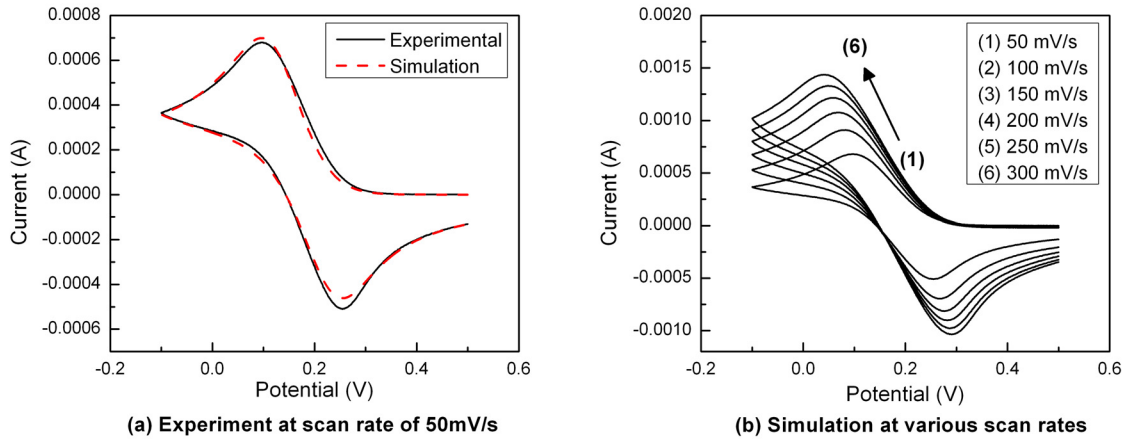 0.0008
0.0006
0.0004
0.0002
0.0000
-0.0002
-0.0004
-0.0006
Current (A)
-0.2 0.0 0.2 0.4 0.6
Potential (V)
Experimental
Simulation
(a) Experiment at scan rate of 50mV/s
0.0020
0.0015
0.0010
0.0005
0.0000
-0.0005
-0.0010
Current (A)
-0.2 0.0 0.2 0.4 0.6
Potential (V)
(6)
(1)
(1) 50 mV/s
(2) 100 mV/s
(3) 150 mV/s
(4) 200 mV/s
(5) 250 mV/s
(6) 300 mV/s
(b) Simulation at various scan rates